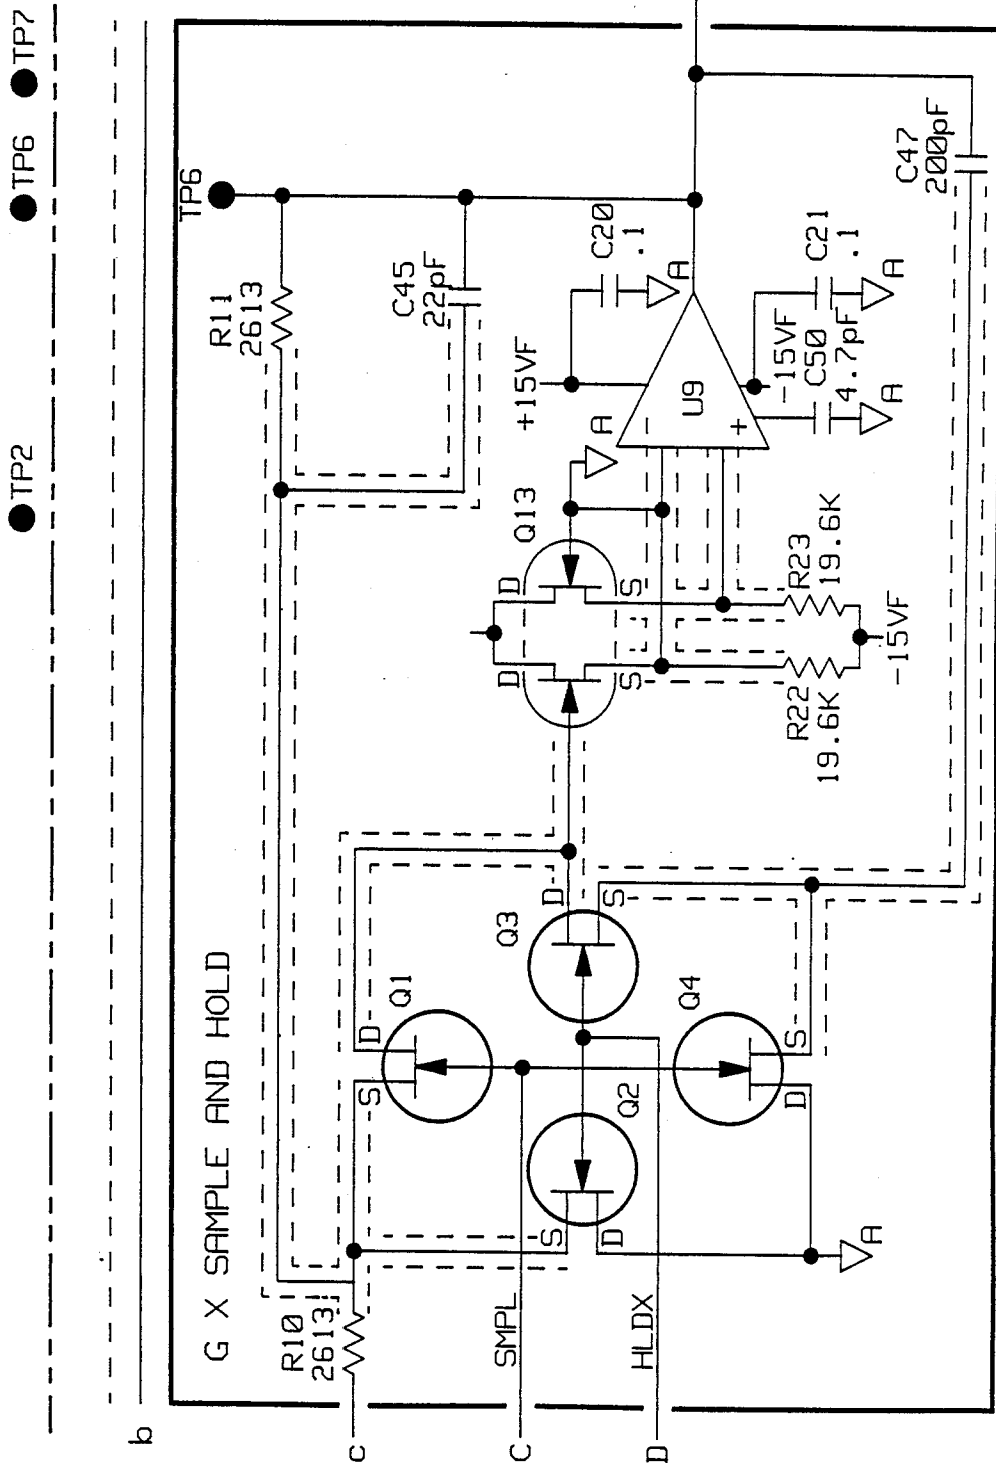 TP2
TP6
TP7
b
G X SAMPLE AND HOLD
TP6
R11
2613
C45
22pF
R10
2613
c
S
D
Q1
SMPL
C
HLDX
D
S
D
Q2
Q3
D
S
Q4
D
S
A
D
D
S
S
Q13
A
+15VF
C20
.1
A
-
+
U9
-15VF
C50
4.7pF
A
C21
.1
A
R22
19.6K
R23
19.6K
-15VF
C47
200pF